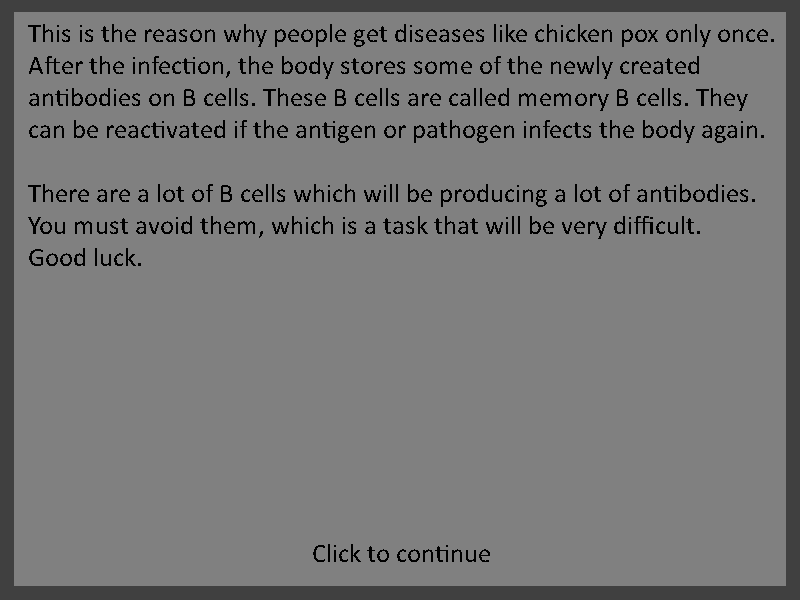 This is the reason why people get diseases like chicken pox only once.
After the infection, the body stores some of the newly created
antibodies on B cells. These B cells are called memory B cells. They
can be reactivated if the antigen or pathogen infects the body again.
There are a lot of B cells which will be producing a lot of antibodies.
You must avoid them, which is a task that will be very difficult.
Good luck.
Click to continue